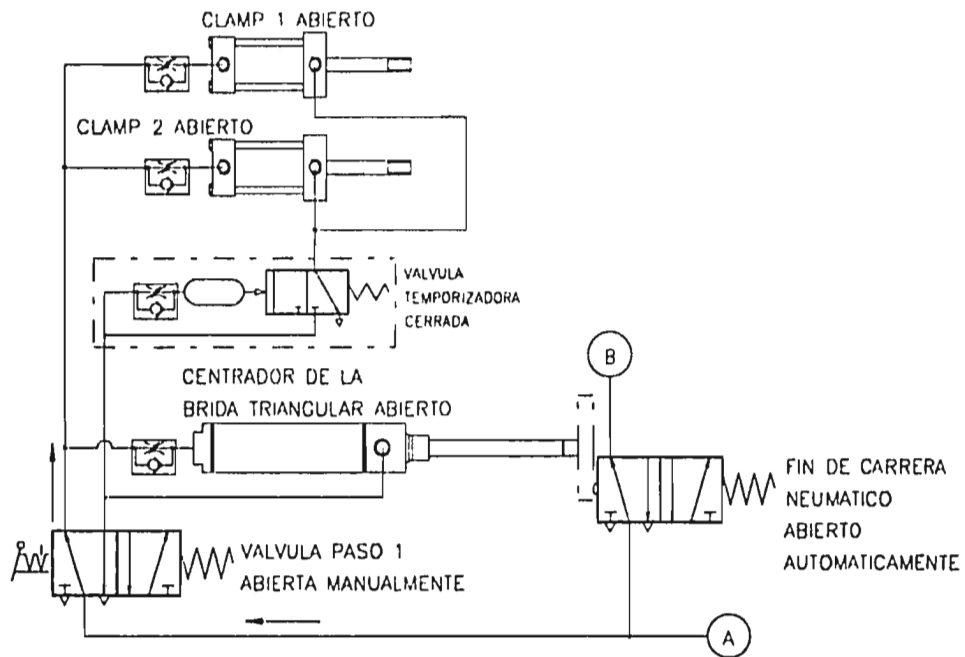 CLAMP 1 ABIERTO
CLAMP 2 ABIERTO
VALVULA
TEMPORIZADORA
CERRADA
CENTRADOR DE LA
BRIDA TRIANGULAR ABIERTO
B
FIN DE CARRERA
NEUMATICO
ABIERTO
AUTOMATICAMENTE
VALVULA PASO 1
ABIERTA MANUALMENTE
A